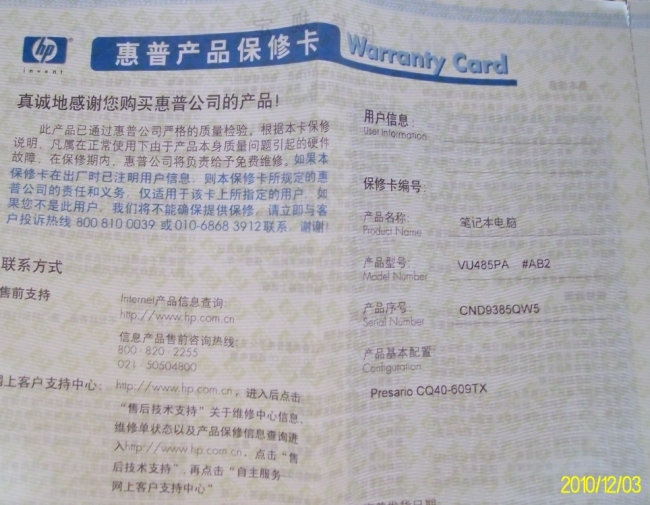 hp
invent
惠普产品保修卡
Warranty Card
真诚地感谢您购买惠普公司的产品!
此产品已通过惠普公司严格的质量检验。根据本卡保修
说明，凡属在正常使用下由于产品本身质量问题引起的硬件
故障，在保修期内，惠普公司将负责给予免费维修。如果本
保修卡在出厂时已注明用户信息，则本保修卡所规定的惠
普公司的责任和义务，仅适用于该卡上所指定的用户，如
果您不是此用户，我们将不能确保提供保修，请立即与客
户投诉热线 800 810 0039 或 010-6868 3912 联系，谢谢!
联系方式
售前支持
Internet产品信息查询:
http://www.hp.com.cn
信息产品售前咨询热线:
800-820-2255
021-50504800
网上客户支持中心:
http://www.hp.com.cn，进入后点击
“售后技术支持”关于维修中心信息、
维修单状态以及产品保修信息查询进
入http://www.hp.com.cn，点击“售
后技术支持”,再点击“自主服务
网上客户支持中心”
用户信息:
User Information
保修卡编号:
产品名称:
Product Name
笔记本电脑
产品型号:
Model Number
VU485PA #AB2
产品序号:
Serial Number
CND9385QW5
产品基本配置:
Configuration
Presario CQ40-609TX
2010/12/03